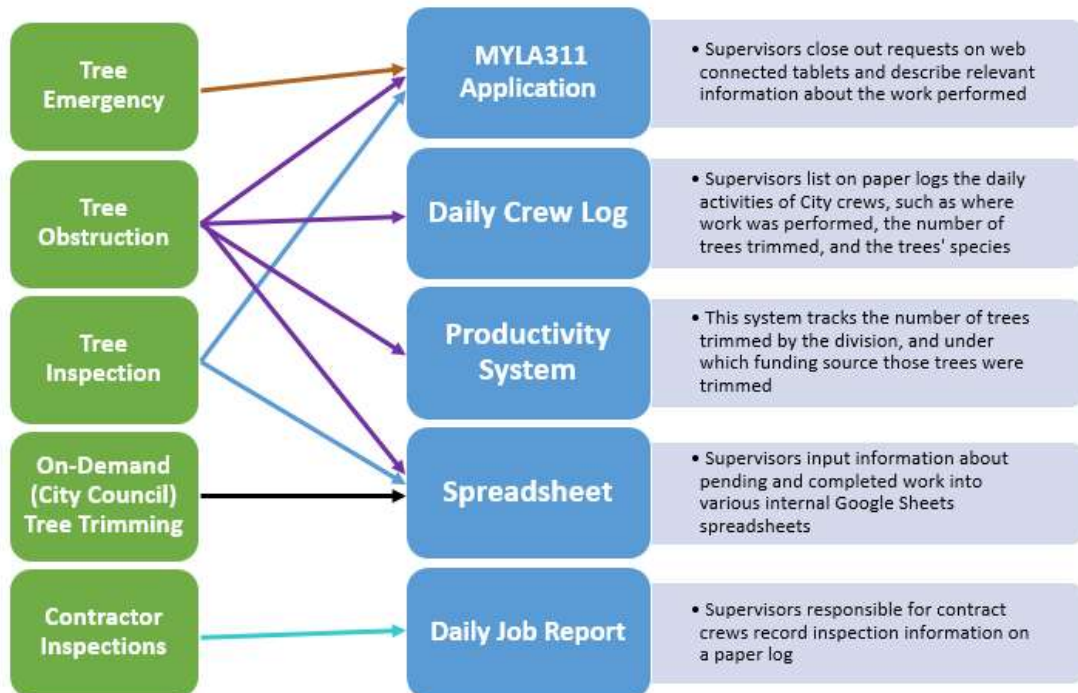 Tree
Emergency
MYLA311
Application
• Supervisors close out requests on web
connected tablets and describe relevant
information about the work performed
Tree
Obstruction
Daily Crew Log
• Supervisors list on paper logs the daily
activities of City crews, such as where
work was performed, the number of
trees trimmed, and the trees' species
Tree
Inspection
Productivity
System
• This system tracks the number of trees
trimmed by the division, and under
which funding source those trees were
trimmed
On-Demand
(City Council)
Tree Trimming
Spreadsheet
• Supervisors input information about
pending and completed work into
various internal Google Sheets
spreadsheets
Contractor
Inspections
Daily Job Report
• Supervisors responsible for contract
crews record inspection information on
a paper log